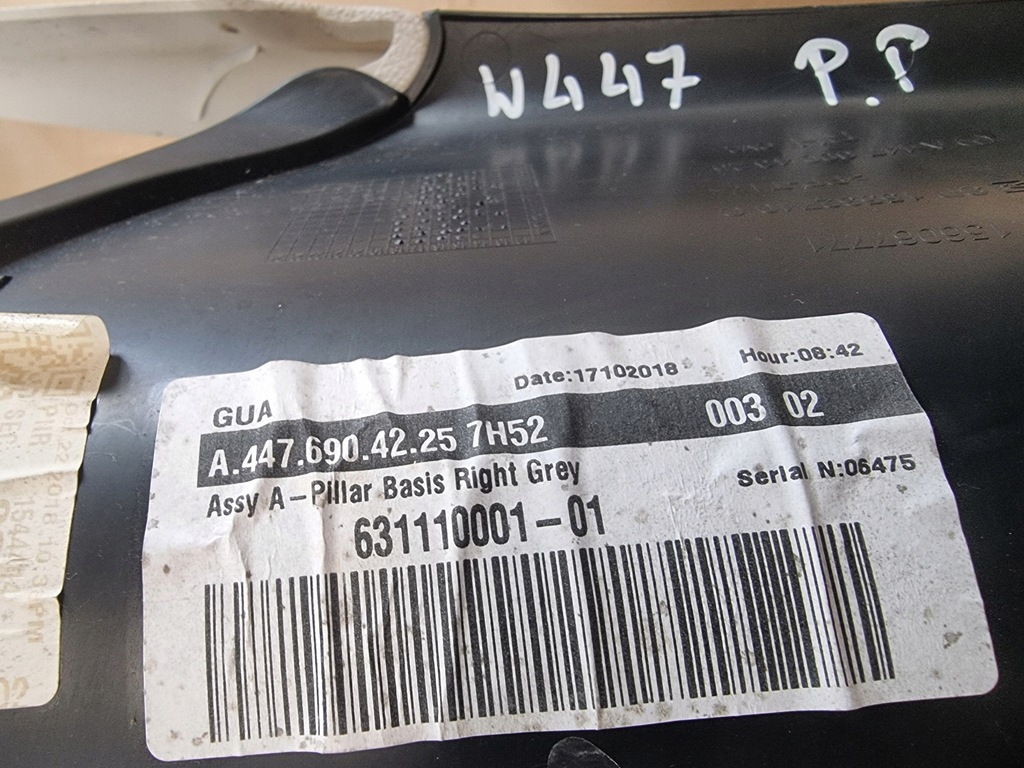 W447 P.P
GUA Date:17102018 Hour:08:42
A.447.690.42.25 7H52 003 02
Assy A-Pillar Basis Right Grey Serial N:06475
631110001-01